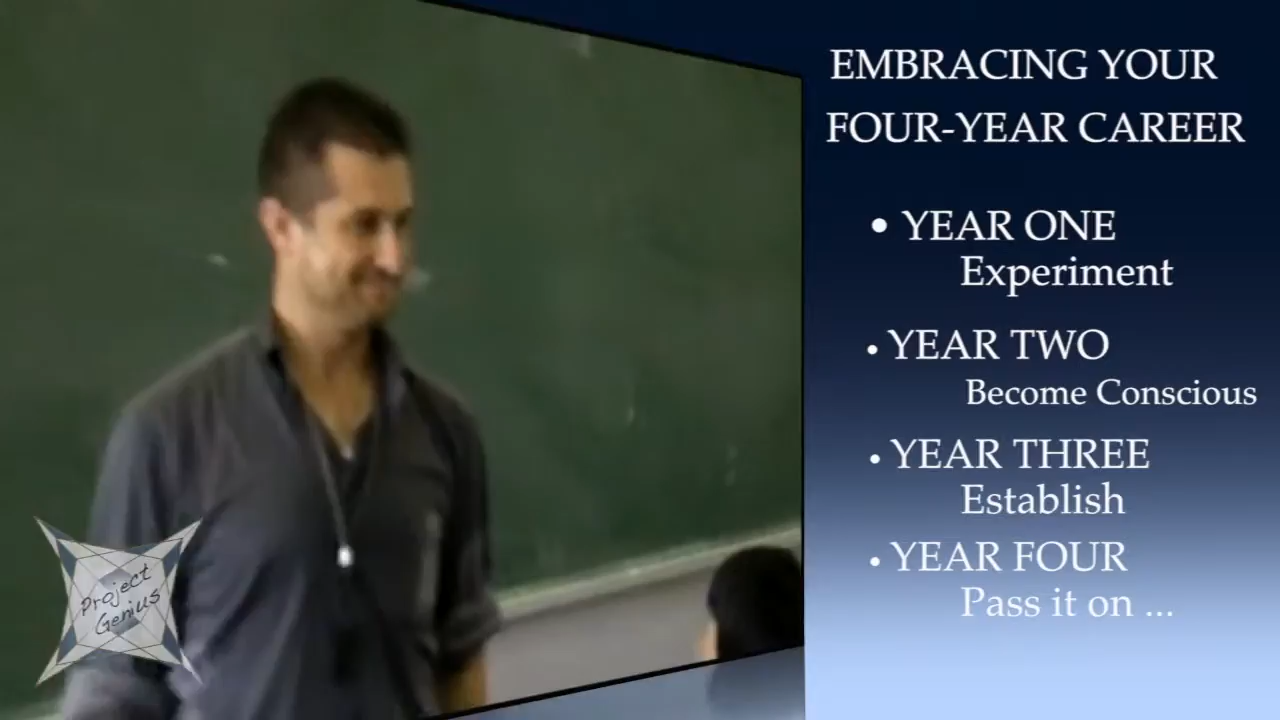 EMBRACING YOUR
FOUR-YEAR CAREER
• YEAR ONE
Experiment
• YEAR TWO
Become Conscious
• YEAR THREE
Establish
• YEAR FOUR
Pass it on ...
Project
Genius